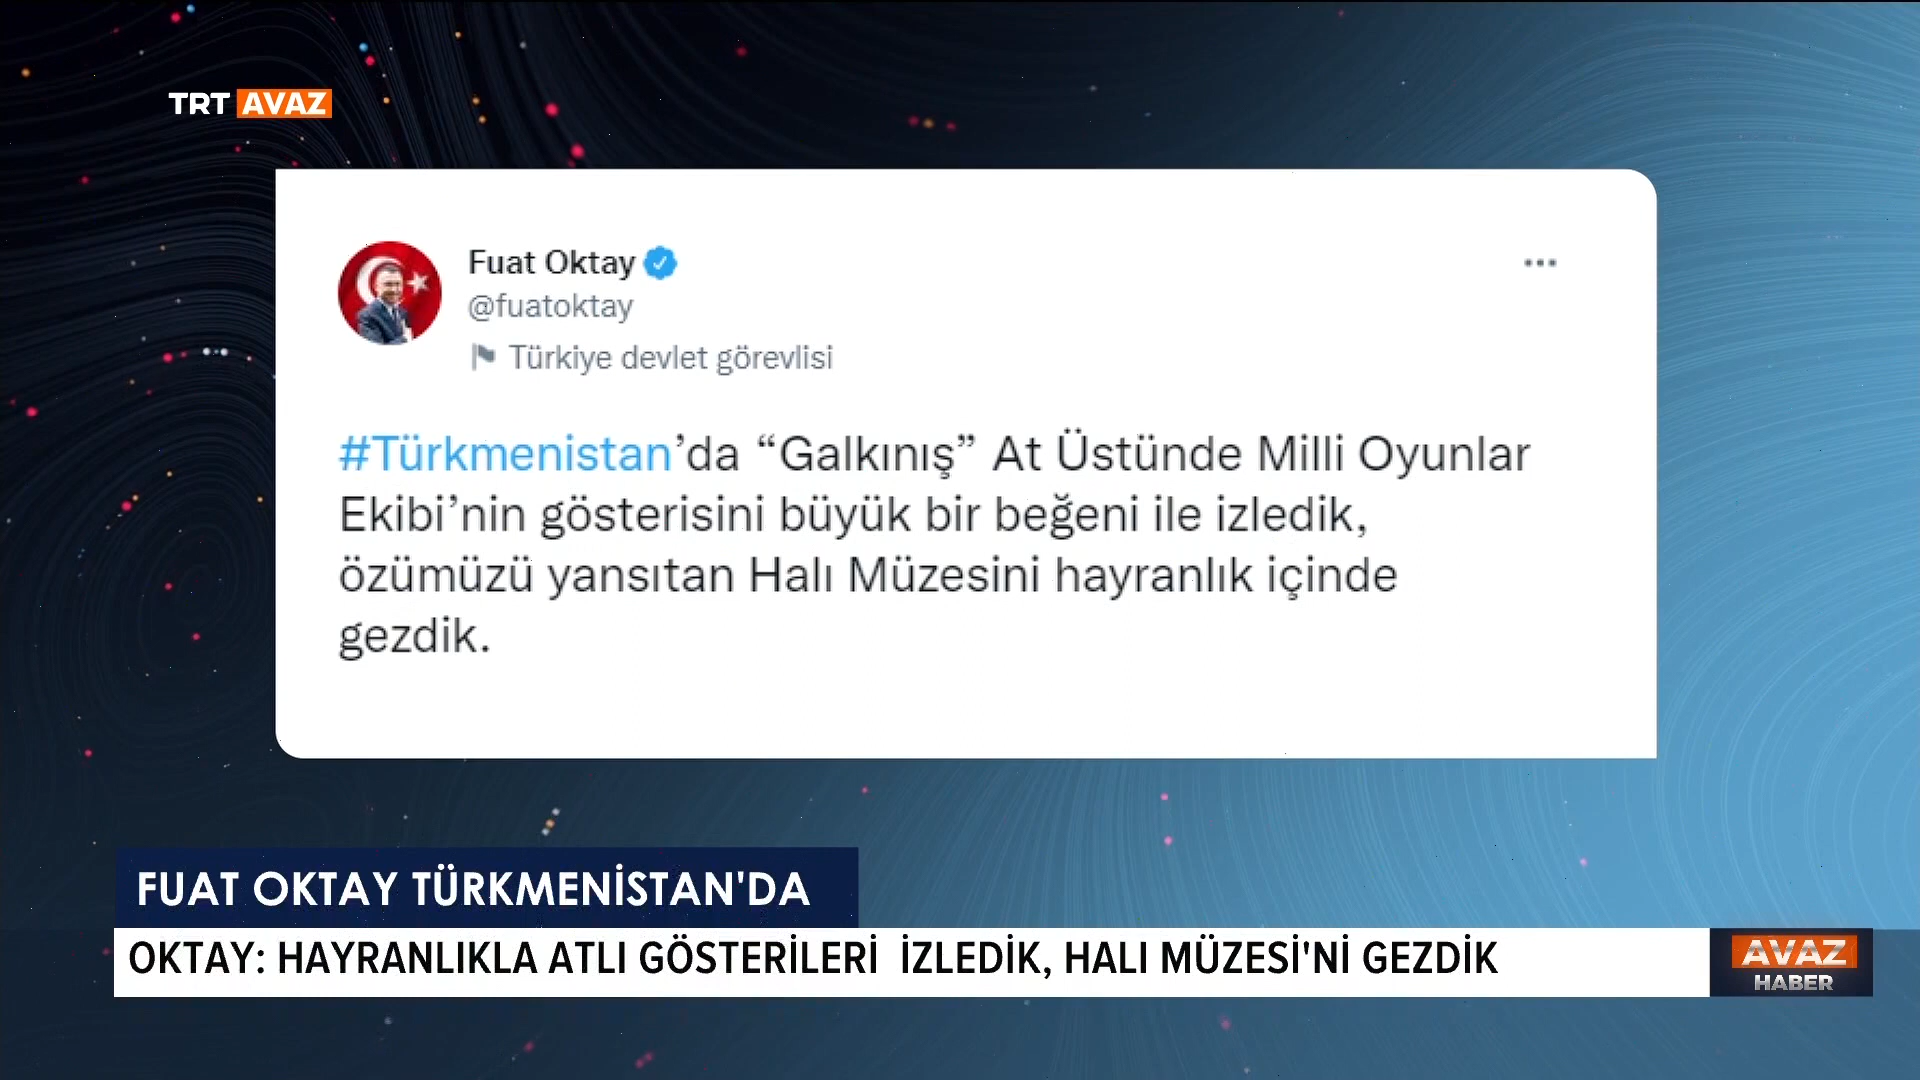 TRT AVAZ
Fuat Oktay
@fuatoktay
Türkiye devlet görevlisi
#Türkmenistan’da “Galkınış” At Üstünde Milli Oyunlar
Ekibi’nin gösterisini büyük bir beğeni ile izledik,
özümüzü yansıtan Halı Müzesini hayranlık içinde
gezdik.
FUAT OKTAY TÜRKMENİSTAN'DA
OKTAY: HAYRANLIKLA ATLI GÖSTERİLERİ  İZLEDİK, HALI MÜZESİ'Nİ GEZDİK
AVAZ
HABER